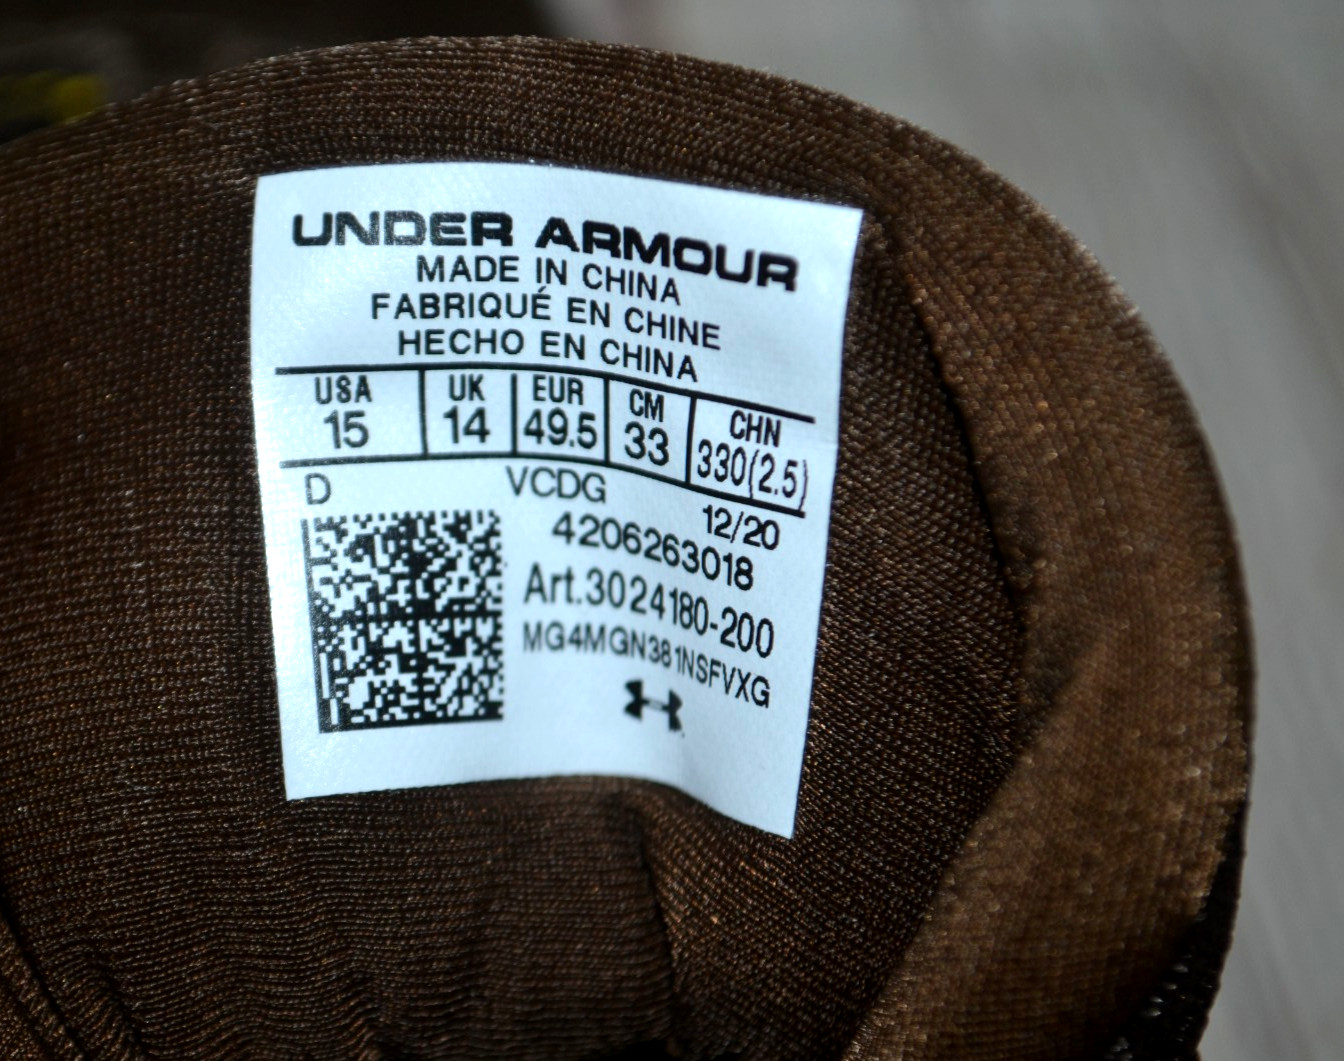 UNDER ARMOUR
MADE IN CHINA
FABRIQUÉ EN CHINE
HECHO EN CHINA
USA UK EUR CM CHN
15 14 49.5 33 330(2.5)
D VCDG
12/20
4206263018
Art.3024180-200
MG4MGN381NSFVXG